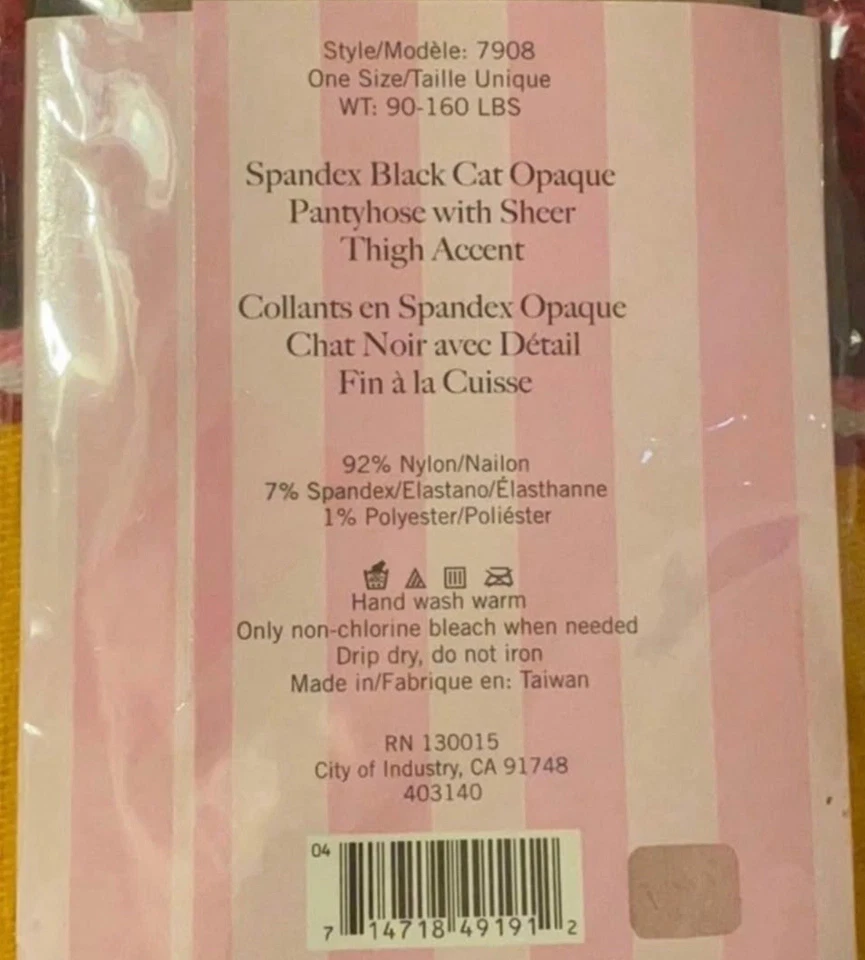 Style/Modèle: 7908
One Size/Taille Unique
WT: 90-160 LBS
Spandex Black Cat Opaque
Pantyhose with Sheer
Thigh Accent
Collants en Spandex Opaque
Chat Noir avec Détail
Fin à la Cuisse
92% Nylon/Nailon
7% Spandex/Elastano/Élasthanne
1% Polyester/Poliéster
Hand wash warm
Only non-chlorine bleach when needed
Drip dry, do not iron
Made in/Fabrique en: Taiwan
RN 130015
City of Industry, CA 91748
403140
04
7 14718 49191 2